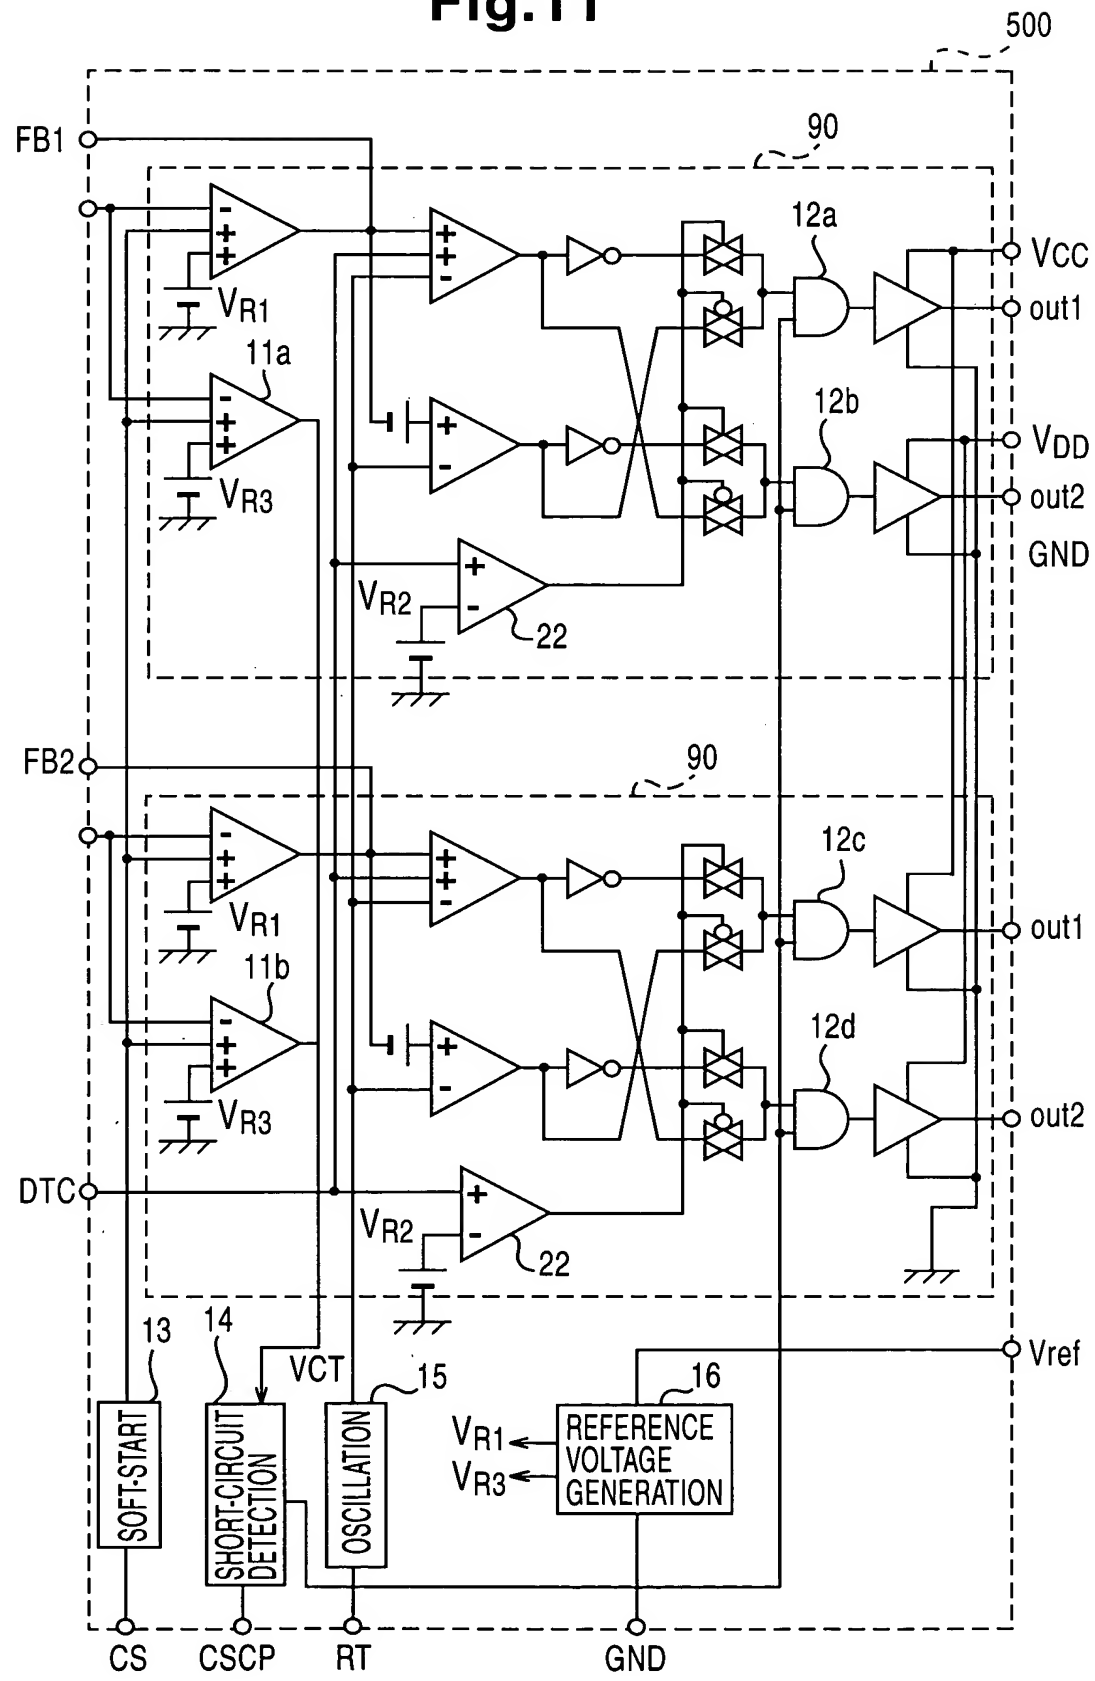 Fig.11
500
FB1
90
12a
VCC
- + +
+ + -
VR1
out1
11a
12b
- + +
+ -
VDD
VR3
out2
GND
VR2
+ -
22
FB2
90
12c
- + +
+ + -
VR1
out1
11b
12d
- + +
+ -
VR3
out2
DTC
VR2
+ -
22
13
14
VCT
15
16
Vref
SOFT-START
SHORT-CIRCUIT
DETECTION
OSCILLATION
VR1
VR3
REFERENCE
VOLTAGE
GENERATION
CS
CSCP
RT
GND